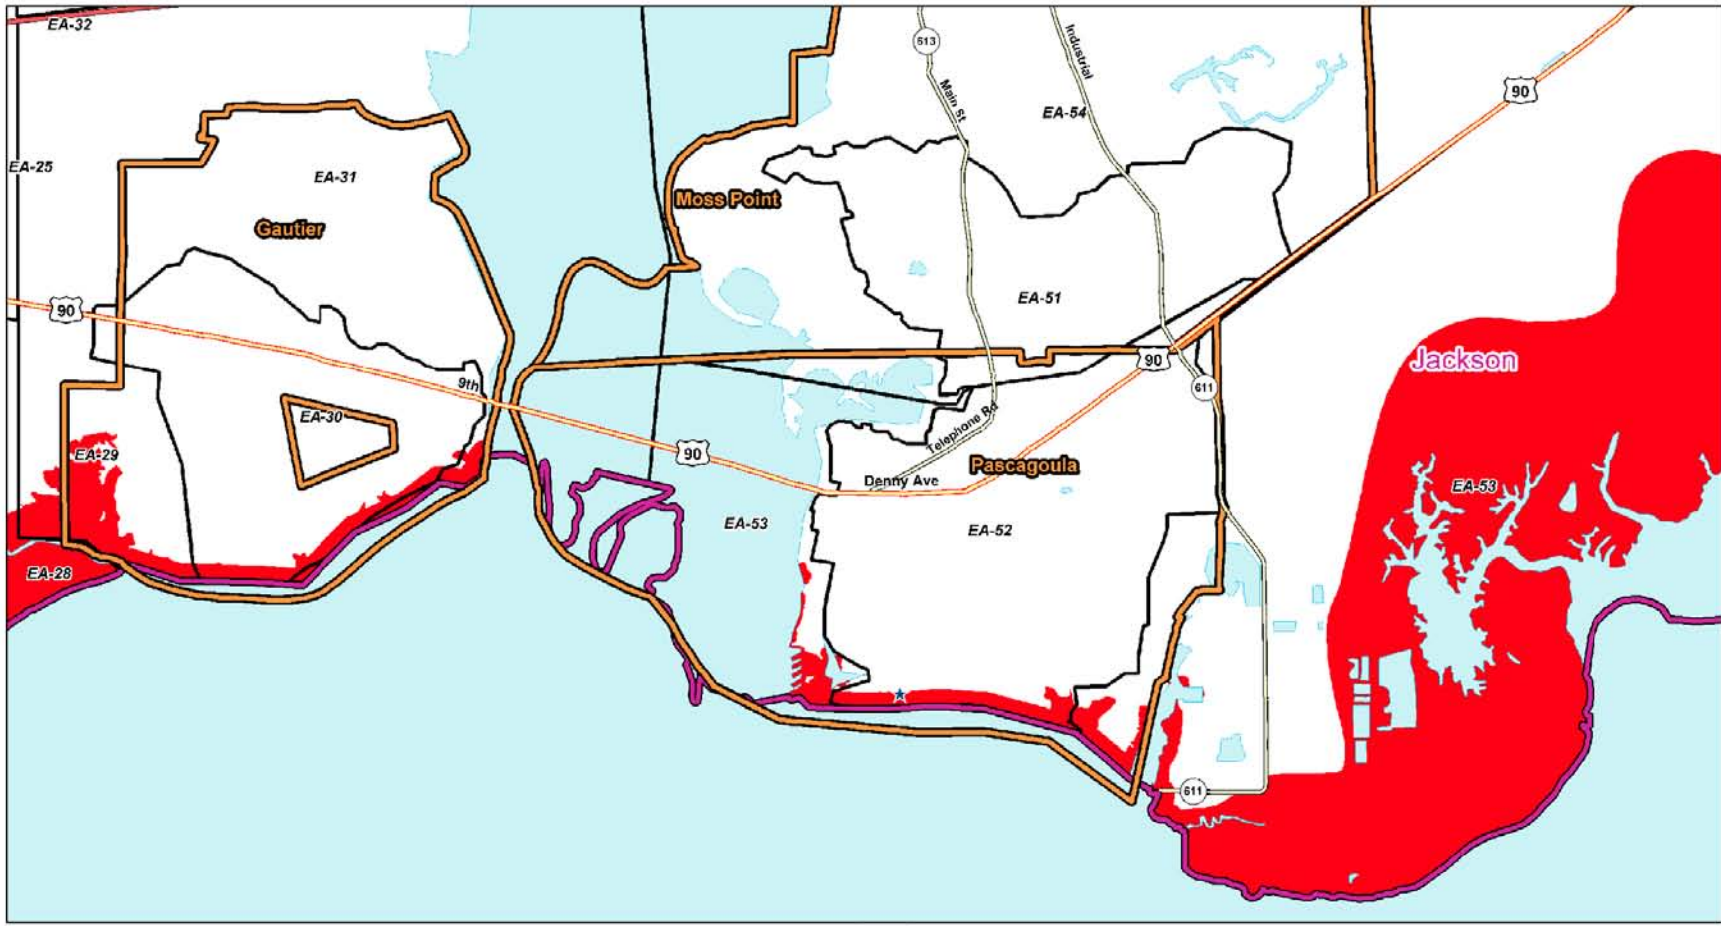 EA-32
613
Industrial
Main St
EA-54
90
EA-25
EA-31
Moss Point
Gautier
EA-51
90
90
Jackson
9th
611
EA-30
Telephone Rd
EA-29
90
Pascagoula
Denny Ave
EA-53
EA-53
EA-52
EA-28
611